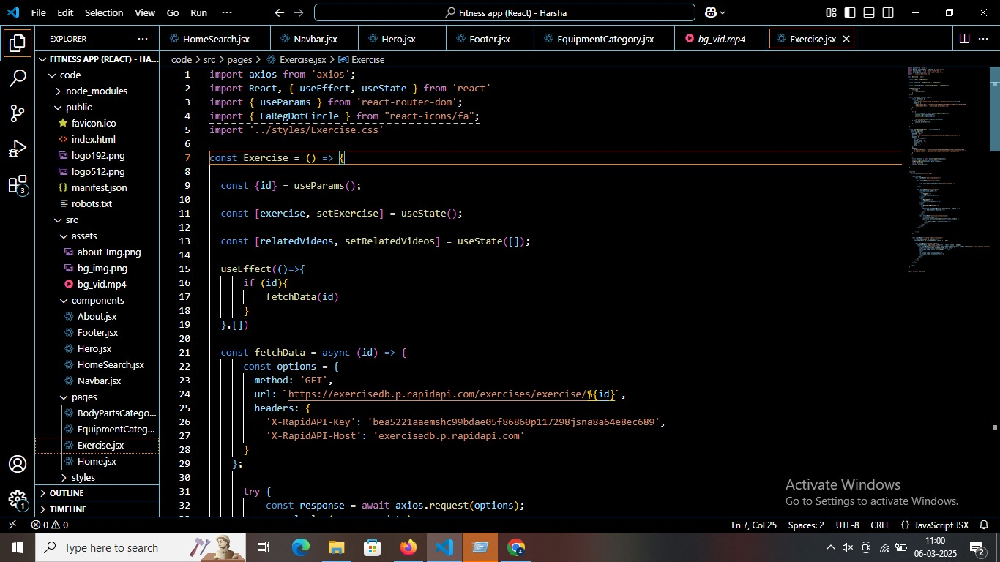 File Edit Selection View Go Run ··· Fitness app (React) - Harsha
EXPLORER ···
FITNESS APP (REACT) - HA...
code
node_modules
public
favicon.ico
index.html
logo192.png
logo512.png
manifest.json
robots.txt
src
assets
about-Img.png
bg_img.png
bg_vid.mp4
components
About.jsx
Footer.jsx
Hero.jsx
HomeSearch.jsx
Navbar.jsx
pages
BodyPartsCatego...
EquipmentCateg...
Exercise.jsx
Home.jsx
styles
OUTLINE
TIMELINE
3
1
HomeSearch.jsx Navbar.jsx Hero.jsx Footer.jsx EquipmentCategory.jsx bg_vid.mp4 Exercise.jsx
code > src > pages > Exercise.jsx > Exercise
1 import axios from 'axios';
2 import React, { useEffect, useState } from 'react'
3 import { useParams } from 'react-router-dom';
4 import { FaRegDotCircle } from "react-icons/fa";
5 import '../styles/Exercise.css'
6
7 const Exercise = () => {
8
9 const {id} = useParams();
10
11 const [exercise, setExercise] = useState();
12
13 const [relatedVideos, setRelatedVideos] = useState([]);
14
15 useEffect(()=>{
16 if (id){
17 fetchData(id)
18 }
19 },[])
20
21 const fetchData = async (id) => {
22 const options = {
23 method: 'GET',
24 url: `https://exercisedb.p.rapidapi.com/exercises/exercise/${id}`,
25 headers: {
26 'X-RapidAPI-Key': 'bea5221aaemshc99bdae05f86860p117298jsna8a64e8ec689',
27 'X-RapidAPI-Host': 'exercisedb.p.rapidapi.com'
28 }
29 };
30
31 try {
32 const response = await axios.request(options);
Activate Windows
Go to Settings to activate Windows.
0 0 Ln 7, Col 25 Spaces: 2 UTF-8 CRLF {} JavaScript JSX
Type here to search
11:00
06-03-2025
2